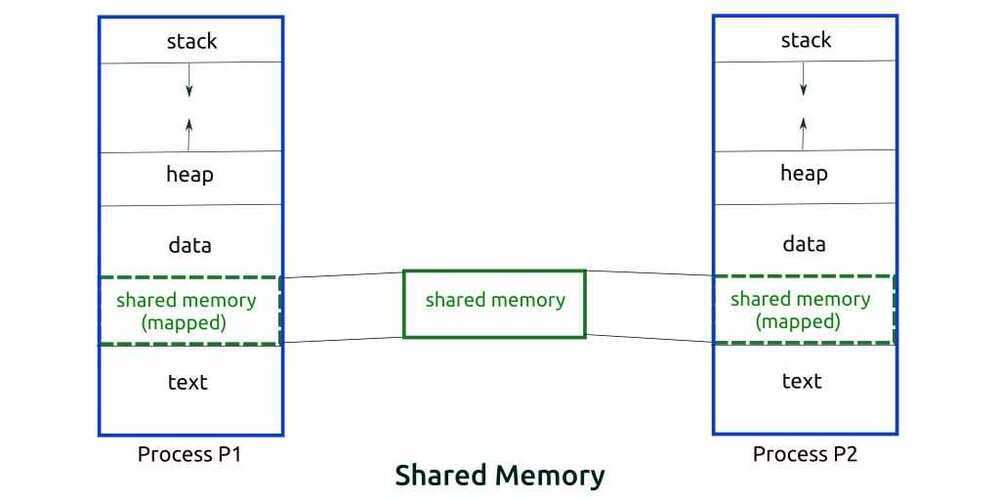 stack
heap
data
shared memory
(mapped)
text
Process P1
shared memory
stack
heap
data
shared memory
(mapped)
text
Process P2
Shared Memory